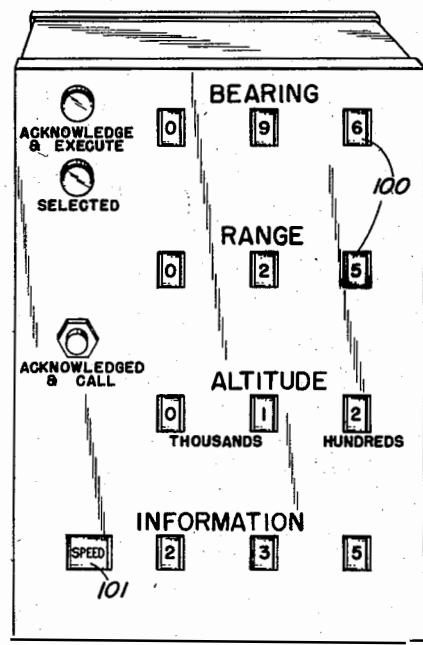 BEARING
0 9 6
ACKNOWLEDGE
& EXECUTE
100
SELECTED
RANGE
0 2 5
ACKNOWLEDGED
& CALL
ALTITUDE
0 1 2
THOUSANDS HUNDREDS
INFORMATION
SPEED 2 3 5
101